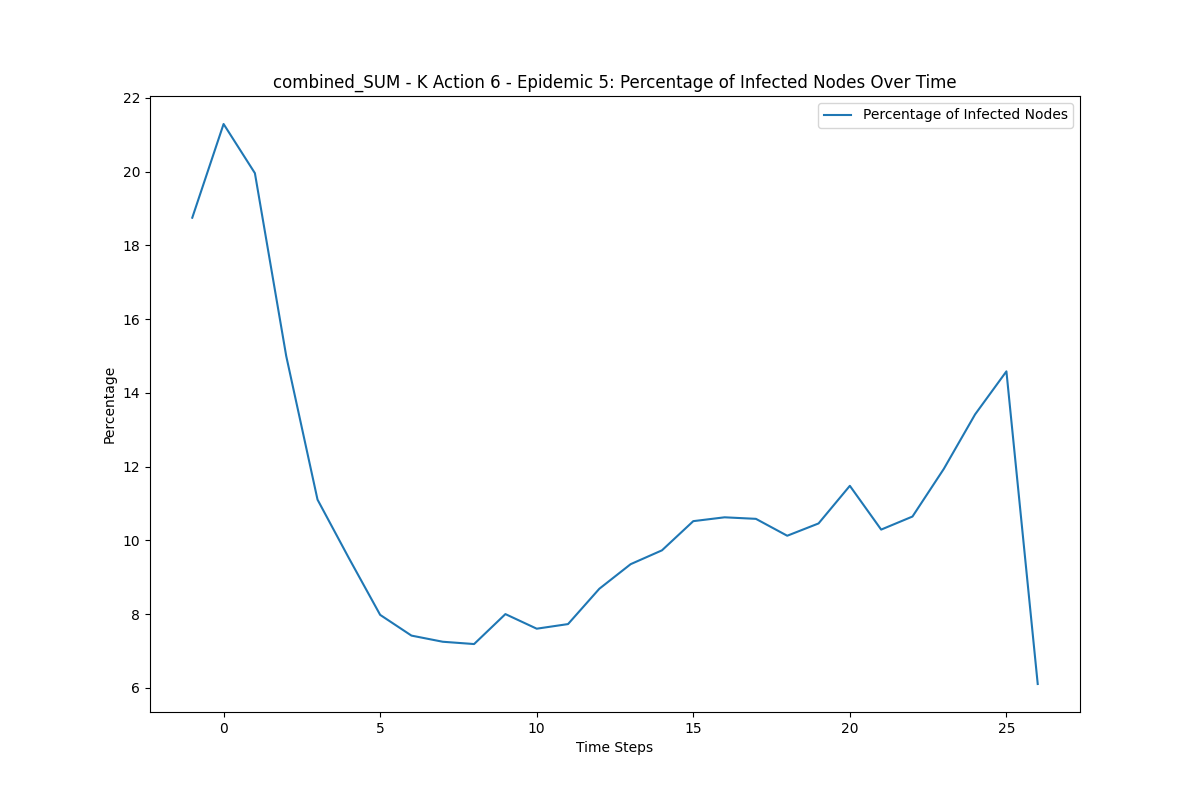 combined_SUM - K Action 6 - Epidemic 5: Percentage of Infected Nodes Over Time
Percentage of Infected Nodes
22
20
18
16
14
12
10
8
6
Percentage
0 5 10 15 20 25
Time Steps